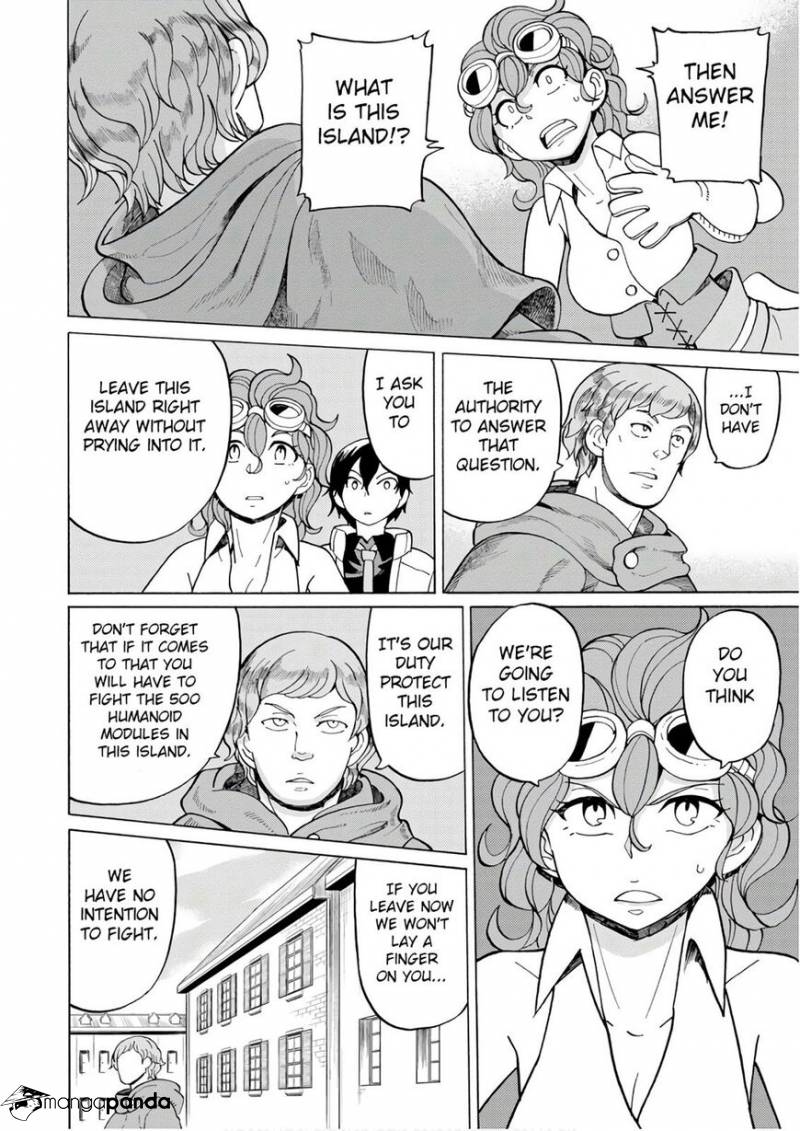 THEN
ANSWER
ME!
WHAT
IS THIS
ISLAND!?
...I
DON'T
HAVE
THE
AUTHORITY
TO ANSWER
THAT
QUESTION.
I ASK
YOU TO
LEAVE THIS
ISLAND RIGHT
AWAY WITHOUT
PRYING INTO IT.
DO
YOU
THINK
WE'RE
GOING
TO LISTEN
TO YOU?
IT'S OUR
DUTY
PROTECT
THIS
ISLAND.
DON'T FORGET
THAT IF IT COMES
TO THAT YOU
WILL HAVE TO
FIGHT THE 500
HUMANOID
MODULES IN
THIS ISLAND.
IF YOU
LEAVE NOW
WE WON'T
LAY A
FINGER
ON YOU...
WE
HAVE NO
INTENTION
TO FIGHT.
mangapanda